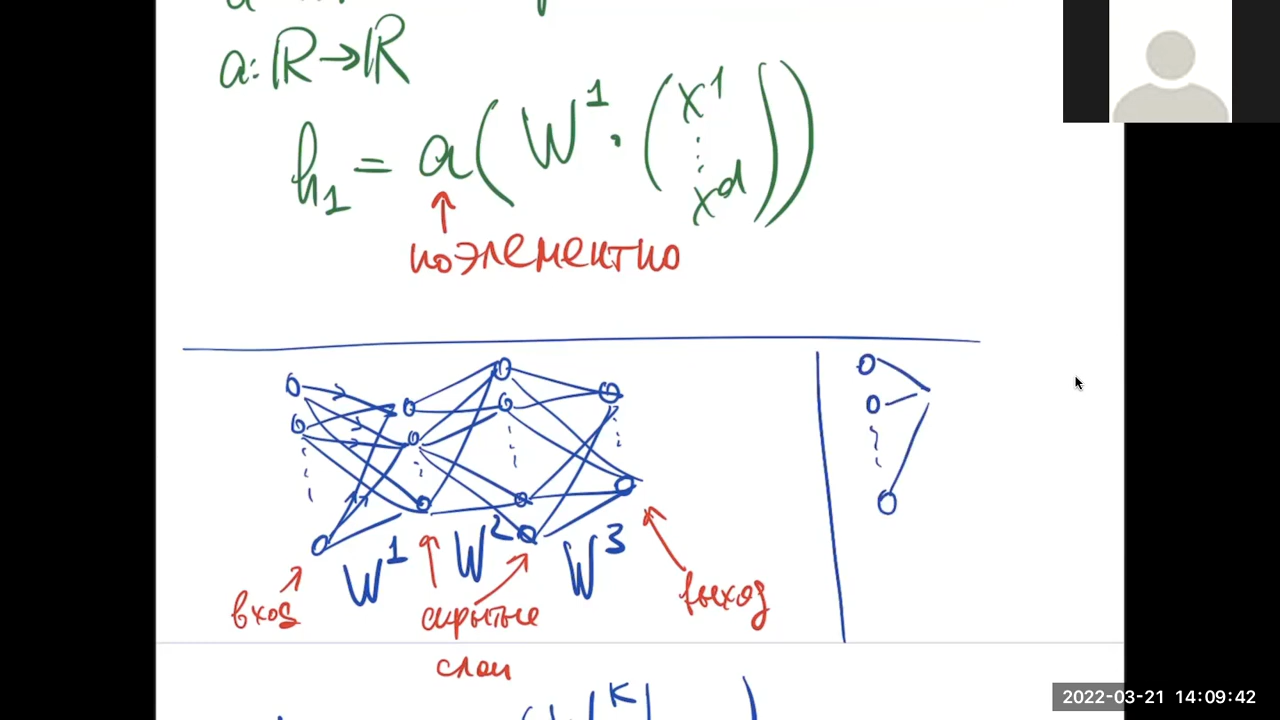 a: ℝ→ℝ
h₁ = a(W¹·(x¹ ⋮ xᵈ))
поэлементно
W¹ W² W³
вход
скрытые
слои
выход
2022-03-21 14:09:42